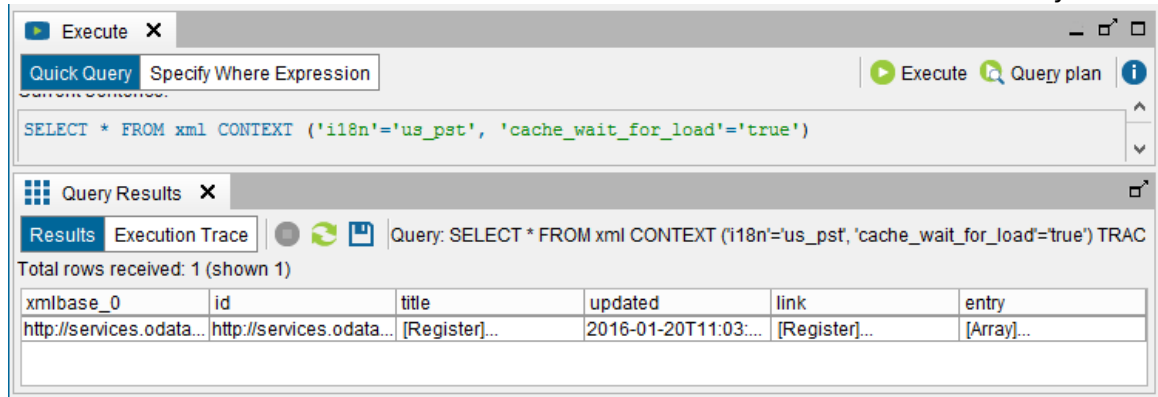 Execute
Quick Query Specify Where Expression Execute Query plan
Current Sentence:
SELECT * FROM xml CONTEXT ('i18n'='us_pst', 'cache_wait_for_load'='true')
Query Results
Results Execution Trace Query: SELECT * FROM xml CONTEXT ('i18n'='us_pst', 'cache_wait_for_load'='true') TRAC
Total rows received: 1 (shown 1)
xmlbase_0 id title updated link entry
http://services.odata... http://services.odata... [Register]... 2016-01-20T11:03:... [Register]... [Array]...